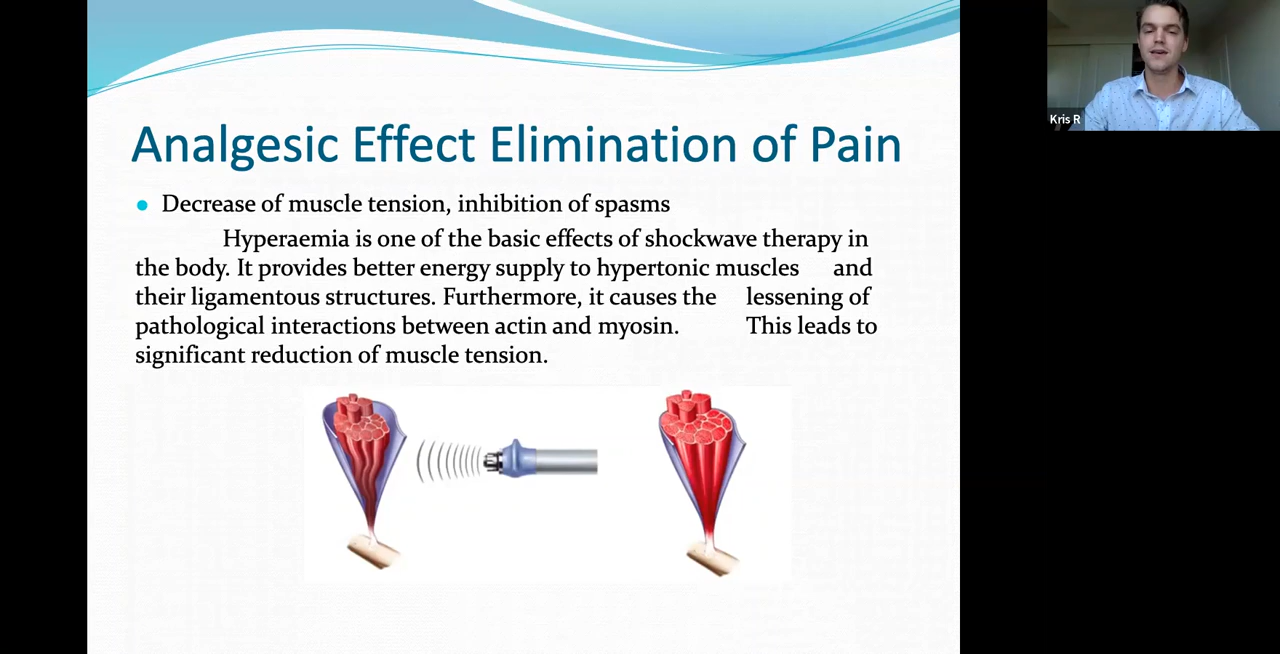 Analgesic Effect Elimination of Pain
Decrease of muscle tension, inhibition of spasms
Hyperaemia is one of the basic effects of shockwave therapy in
the body. It provides better energy supply to hypertonic muscles and
their ligamentous structures. Furthermore, it causes the lessening of
pathological interactions between actin and myosin. This leads to
significant reduction of muscle tension.
Kris R